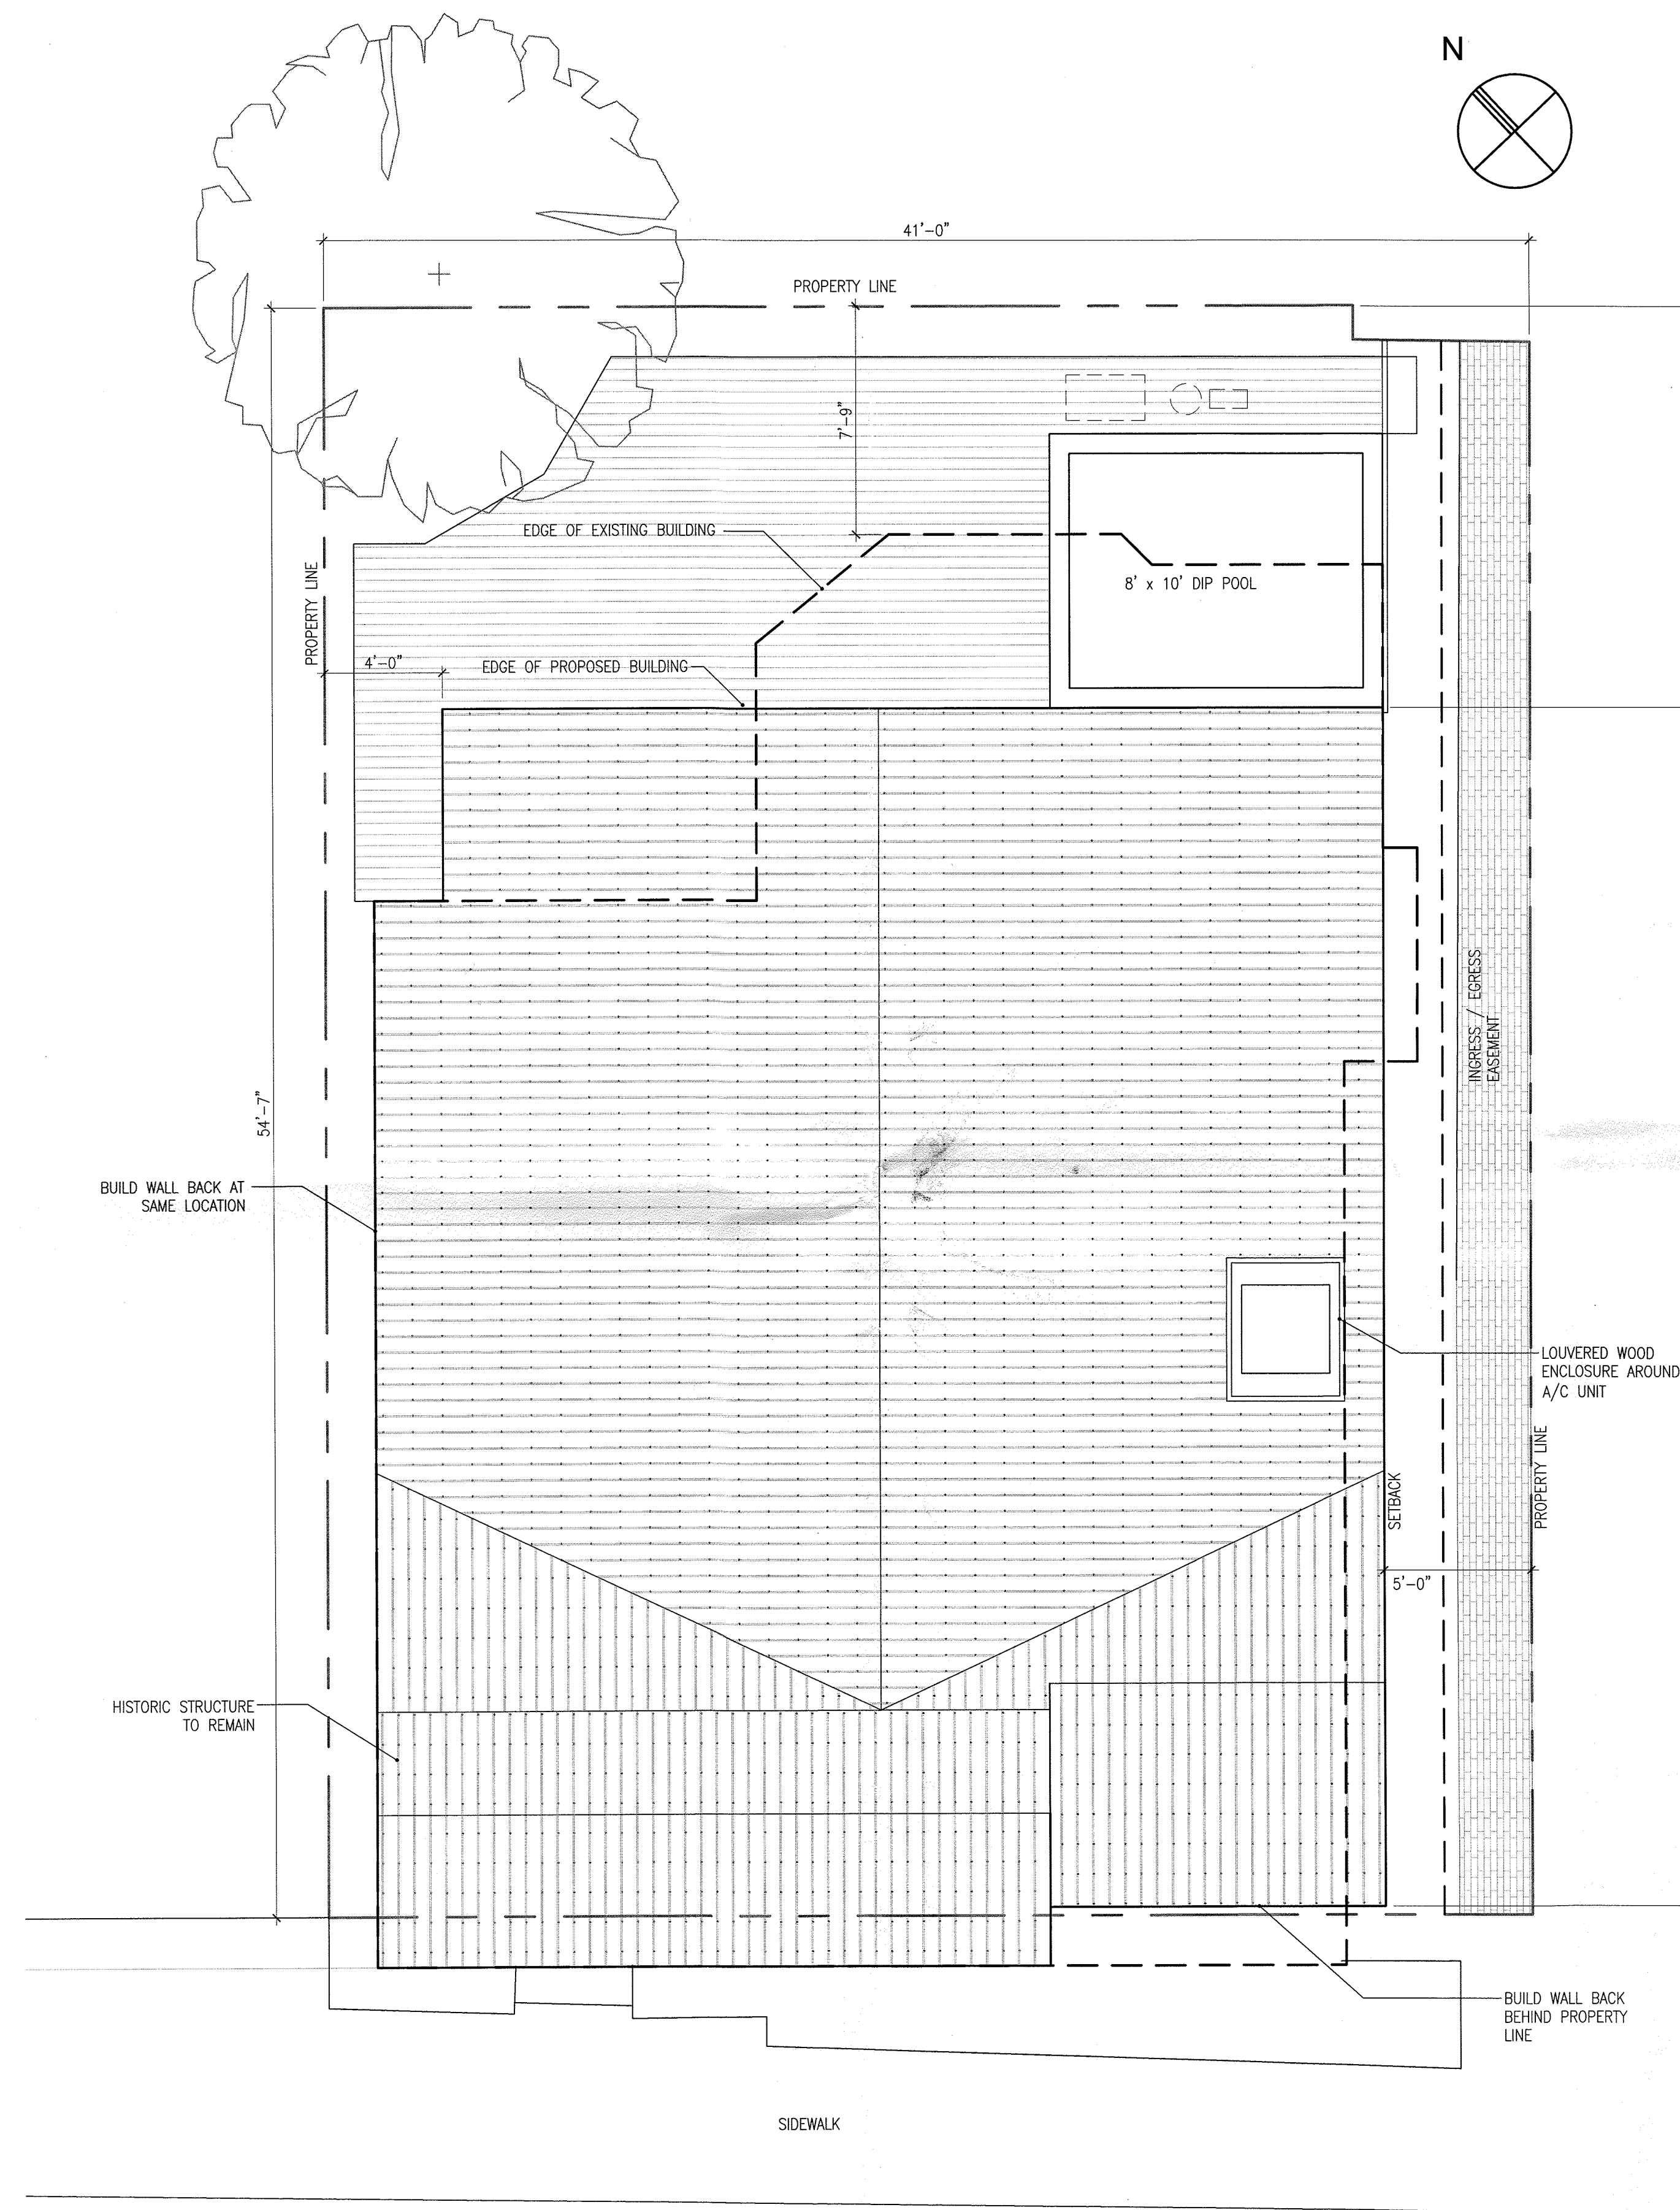 N
41'-0"
PROPERTY LINE
7'-9"
EDGE OF EXISTING BUILDING
8' x 10' DIP POOL
PROPERTY LINE
4'-0"
EDGE OF PROPOSED BUILDING
INGRESS / EGRESS
EASEMENT
54'-7"
BUILD WALL BACK AT
SAME LOCATION
LOUVERED WOOD
ENCLOSURE AROUND
A/C UNIT
SETBACK
PROPERTY LINE
5'-0"
HISTORIC STRUCTURE
TO REMAIN
BUILD WALL BACK
BEHIND PROPERTY
LINE
SIDEWALK